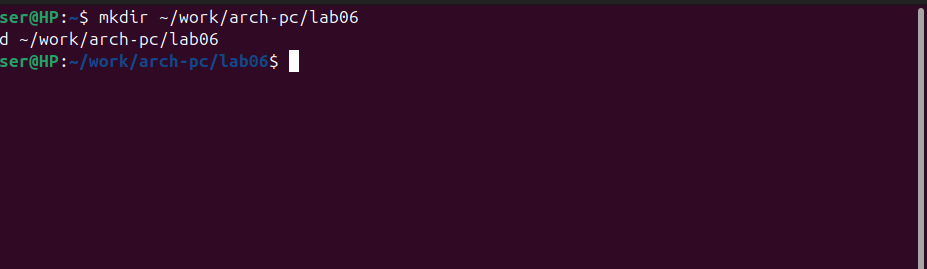 ser@HP:~$ mkdir ~/work/arch-pc/lab06
d ~/work/arch-pc/lab06
ser@HP:~/work/arch-pc/lab06$